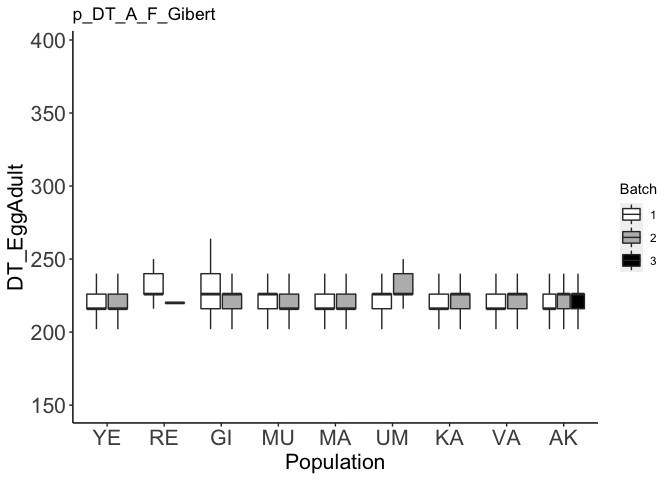 p_DT_A_F_Gibert
DT_EggAdult
400
350
300
250
200
150
YE RE GI MU MA UM KA VA AK
Population
Batch
1
2
3